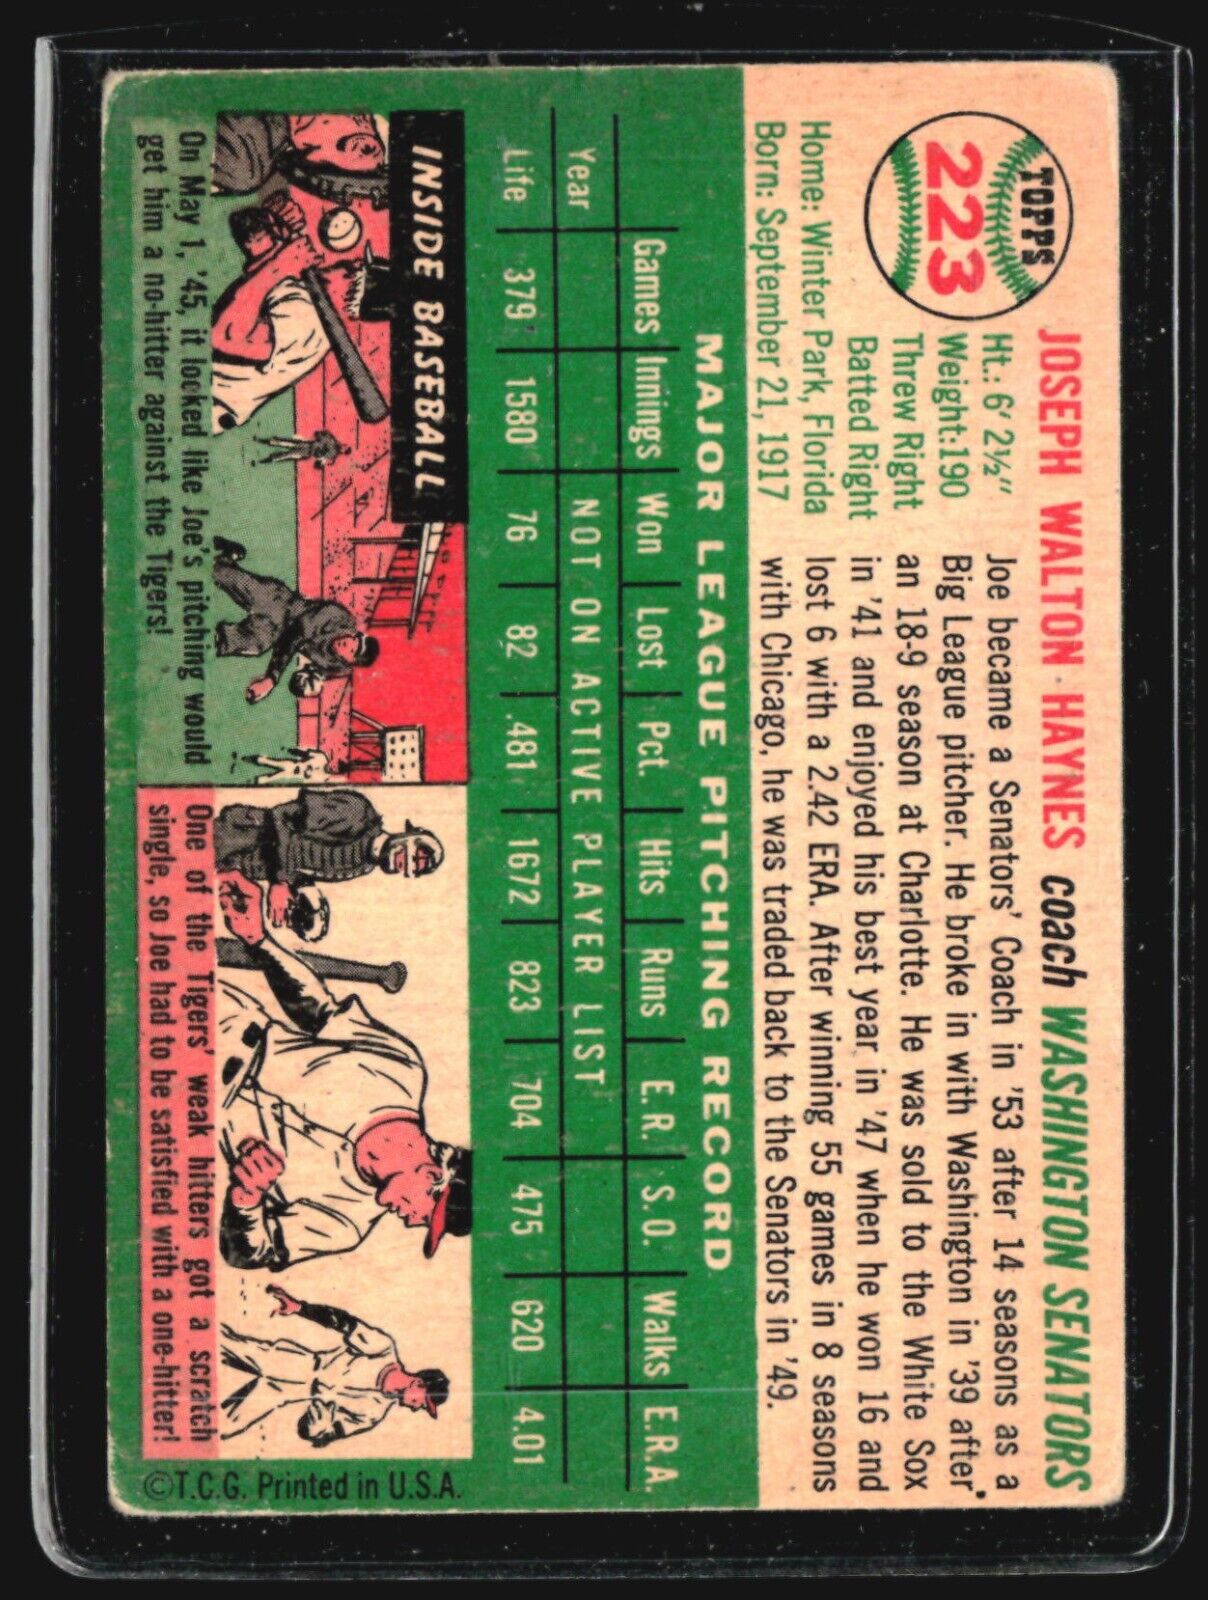 TOPPS
223
JOSEPH WALTON HAYNES coach WASHINGTON SENATORS
Ht.: 6' 2½"
Weight:190
Threw Right
Batted Right
Home: Winter Park, Florida
Born: September 21, 1917
Joe became a Senators' Coach in '53 after 14 seasons as a
Big League pitcher. He broke in with Washington in '39 after
an 18-9 season at Charlotte. He was sold to the White Sox
in '41 and enjoyed his best year in '47 when he won 16 and
lost 6 with a 2.42 ERA. After winning 55 games in 8 seasons
with Chicago, he was traded back to the Senators in '49.
MAJOR LEAGUE PITCHING RECORD
Games Innings Won Lost Pct. Hits Runs E.R. S.O. Walks E.R.A.
Year NOT ON ACTIVE PLAYER LIST
Life 379 1580 76 82 .481 1672 823 704 475 620 4.01
INSIDE BASEBALL
On May 1, '45, it looked like Joe's pitching would
get him a no-hitter against the Tigers!
One of the Tigers' weak hitters got a scratch
single, so Joe had to be satisfied with a one-hitter!
©T.C.G. Printed in U.S.A.